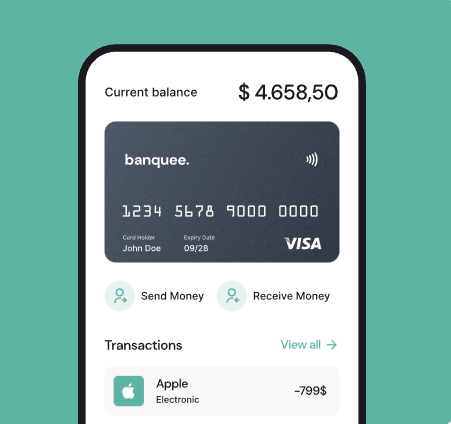 Current balance $ 4.658,50
banquee.
1234 5678 9000 0000
Card Holder Expiry Date
John Doe 09/28 VISA
Send Money Receive Money
Transactions View all →
Apple
-799$
Electronic